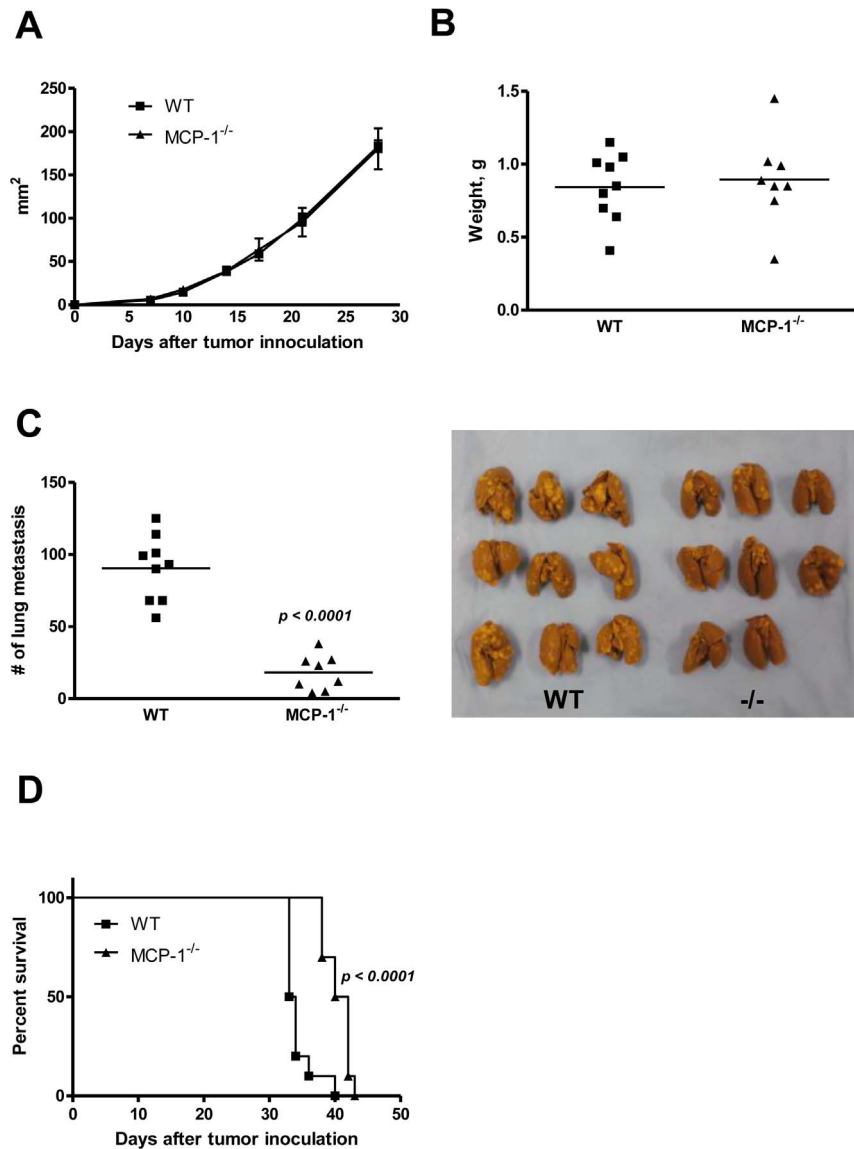 A
250
200
150
100
50
0
mm²
WT
MCP-1⁻/⁻
0 5 10 15 20 25 30
Days after tumor innoculation
B
1.5
1.0
0.5
0.0
Weight, g
WT MCP-1⁻/⁻
C
150
100
50
0
# of lung metastasis
p < 0.0001
WT MCP-1⁻/⁻
WT -/-
D
100
50
0
Percent survival
WT
MCP-1⁻/⁻
p < 0.0001
0 10 20 30 40 50
Days after tumor inoculation